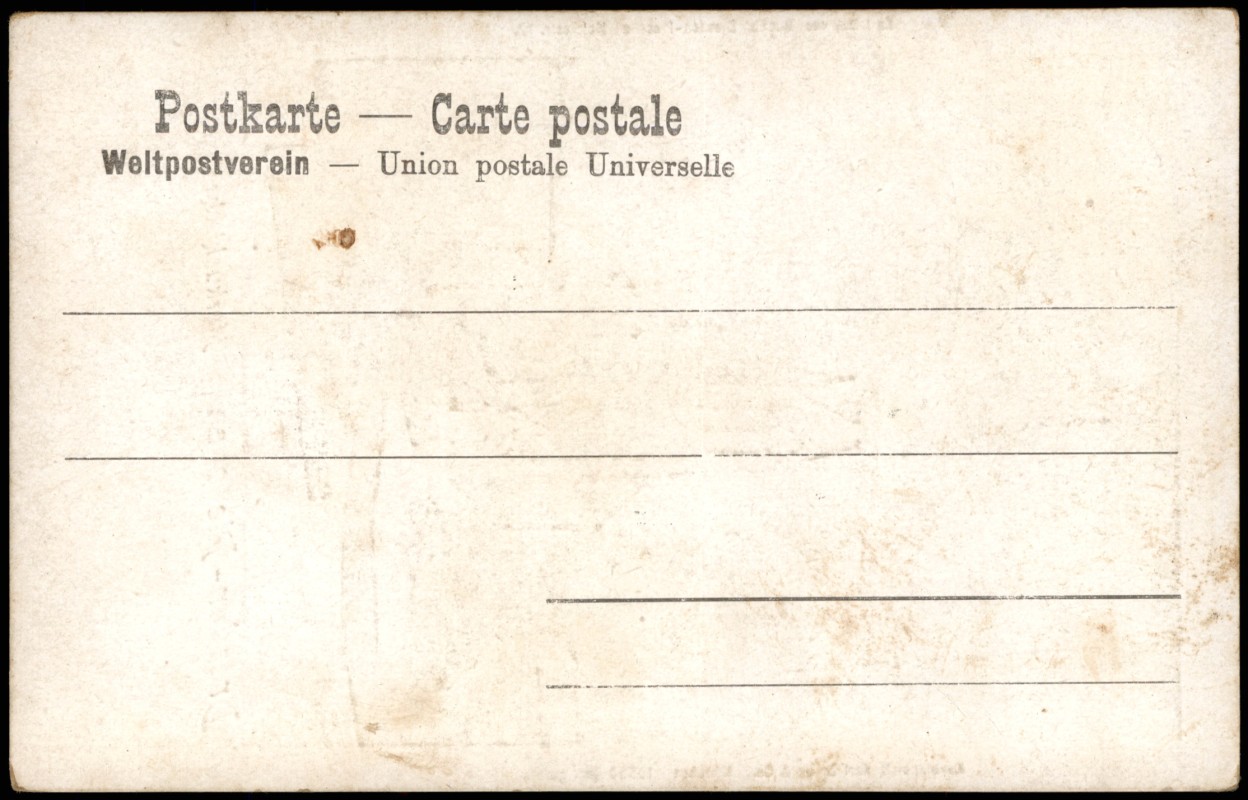 Postkarte — Carte postale
Weltpostverein — Union postale Universelle